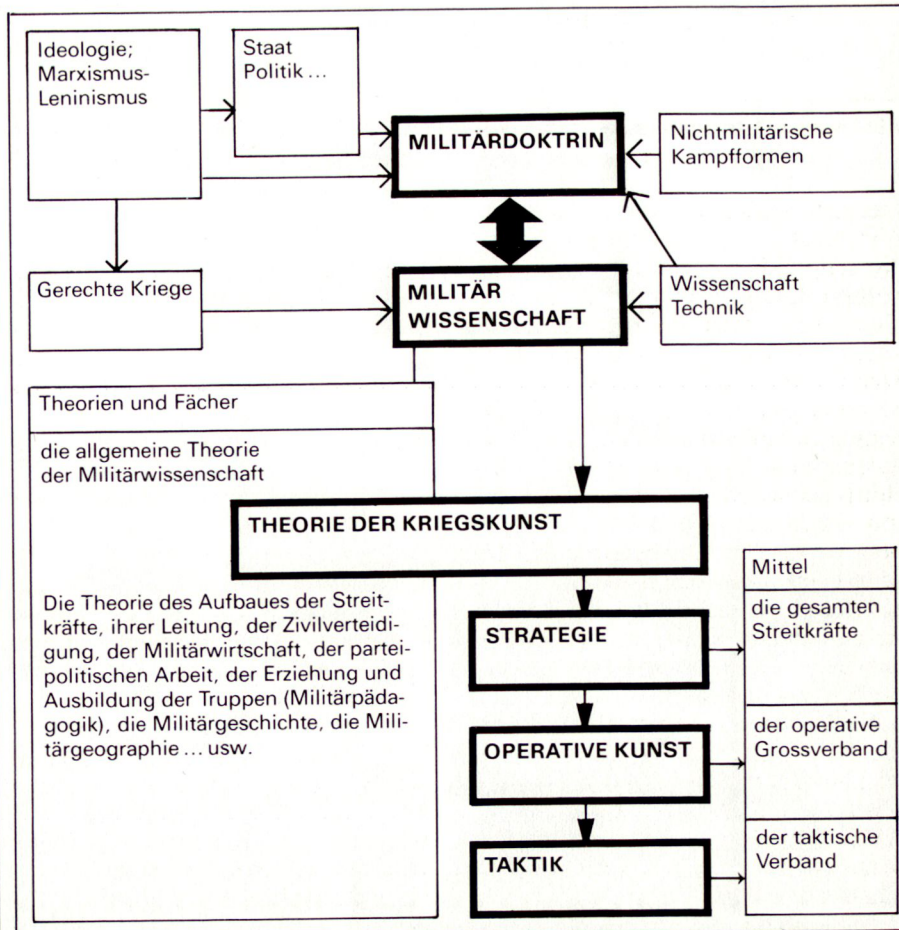 Ideologie;
Marxismus-
Leninismus
Staat
Politik ...
MILITÄRDOKTRIN
Nichtmilitärische
Kampfformen
Gerechte Kriege
MILITÄR
WISSENSCHAFT
Wissenschaft
Technik
Theorien und Fächer
die allgemeine Theorie
der Militärwissenschaft
THEORIE DER KRIEGSKUNST
Die Theorie des Aufbaues der Streit-
kräfte, ihrer Leitung, der Zivilverteidi-
gung, der Militärwirtschaft, der partei-
politischen Arbeit, der Erziehung und
Ausbildung der Truppen (Militärpäda-
gogik), die Militärgeschichte, die Mili-
tärgeographie ... usw.
Mittel
STRATEGIE
die gesamten
Streitkräfte
OPERATIVE KUNST
der operative
Grossverband
TAKTIK
der taktische
Verband